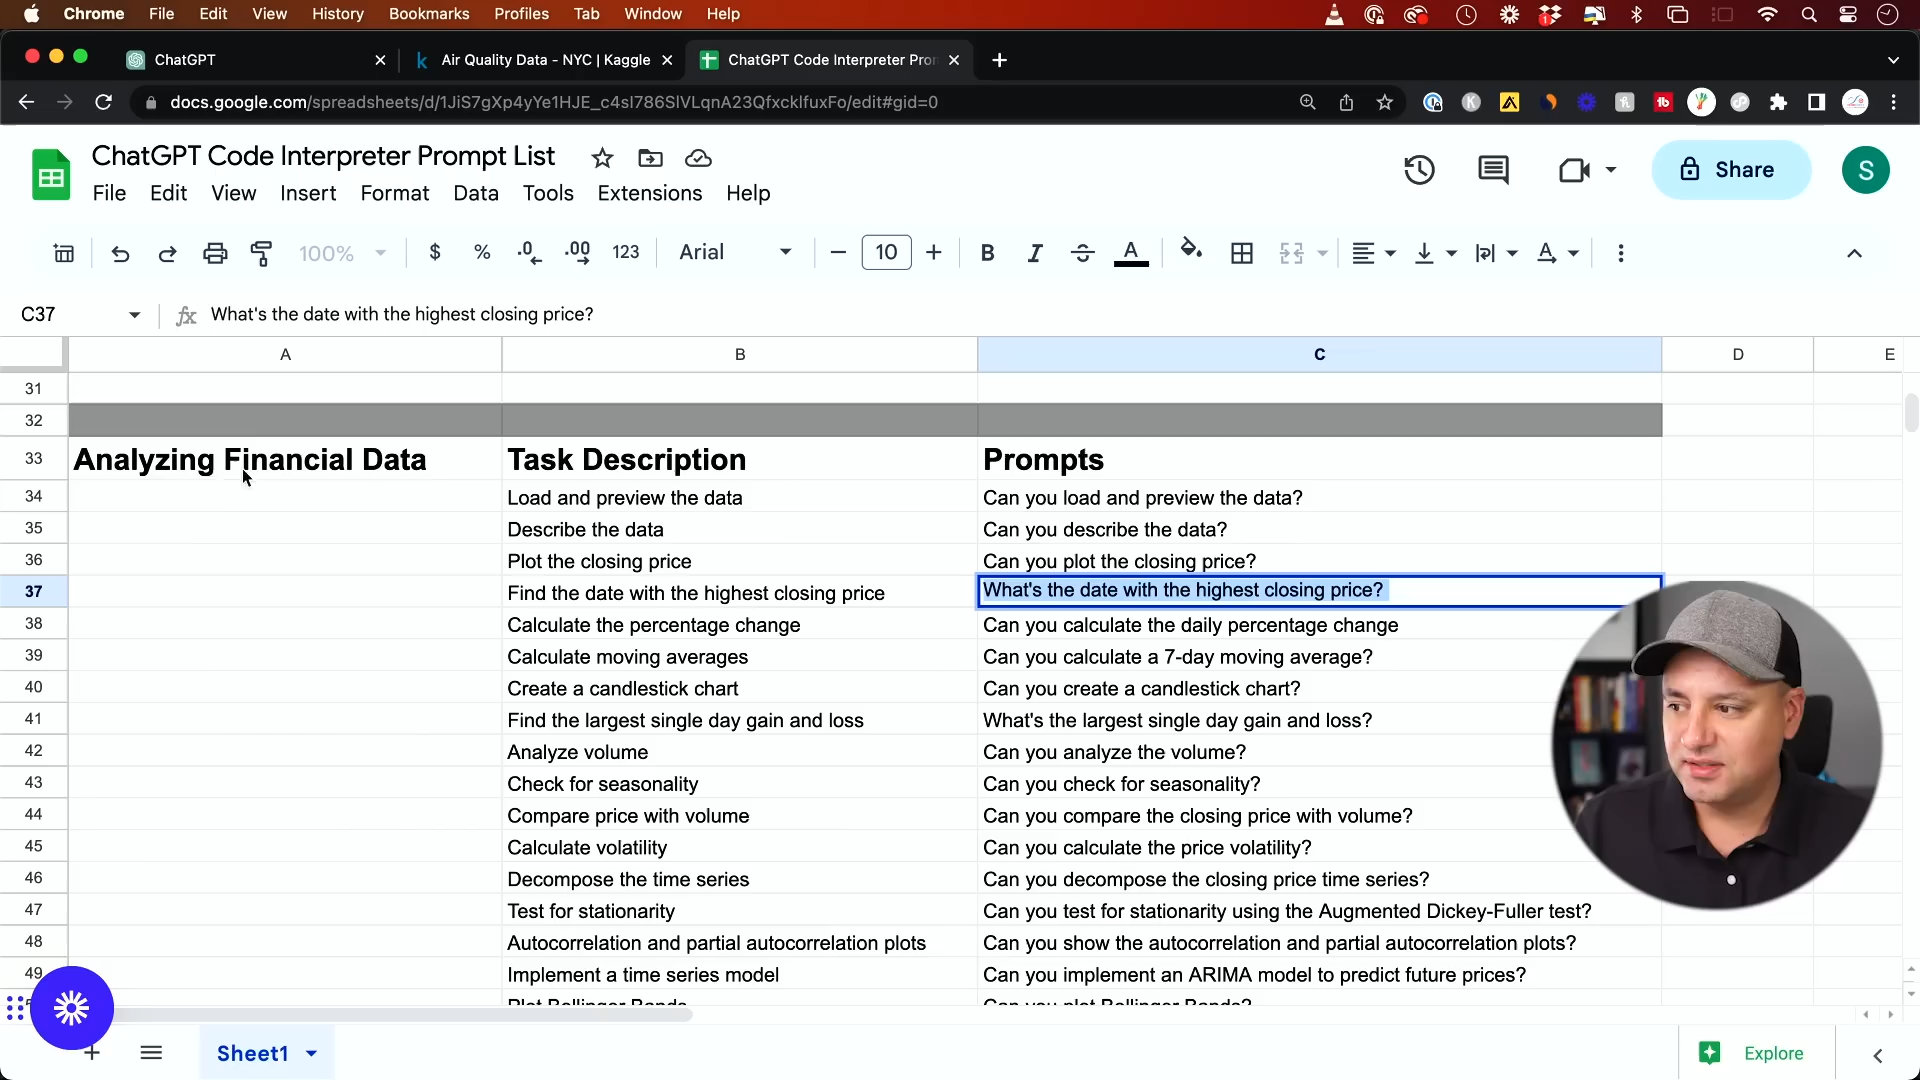 Chrome File Edit View History Bookmarks Profiles Tab Window Help
ChatGPT
Air Quality Data - NYC | Kaggle
ChatGPT Code Interpreter Pron
docs.google.com/spreadsheets/d/1JiS7gXp4yYe1HJE_c4sI786SlVLqnA23QfxcklfuxFo/edit#gid=0
ChatGPT Code Interpreter Prompt List
File Edit View Insert Format Data Tools Extensions Help
Share
S
100% $ % .0 .00 123 Arial 10 B I S A
C37 fx What's the date with the highest closing price?
A B C D E
31
32
33 Analyzing Financial Data Task Description Prompts
34 Load and preview the data Can you load and preview the data?
35 Describe the data Can you describe the data?
36 Plot the closing price Can you plot the closing price?
37 Find the date with the highest closing price What's the date with the highest closing price?
38 Calculate the percentage change Can you calculate the daily percentage change
39 Calculate moving averages Can you calculate a 7-day moving average?
40 Create a candlestick chart Can you create a candlestick chart?
41 Find the largest single day gain and loss What's the largest single day gain and loss?
42 Analyze volume Can you analyze the volume?
43 Check for seasonality Can you check for seasonality?
44 Compare price with volume Can you compare the closing price with volume?
45 Calculate volatility Can you calculate the price volatility?
46 Decompose the time series Can you decompose the closing price time series?
47 Test for stationarity Can you test for stationarity using the Augmented Dickey-Fuller test?
48 Autocorrelation and partial autocorrelation plots Can you show the autocorrelation and partial autocorrelation plots?
49 Implement a time series model Can you implement an ARIMA model to predict future prices?
Plot Bollinger Bands Can you plot Bollinger Bands?
Sheet1
Explore